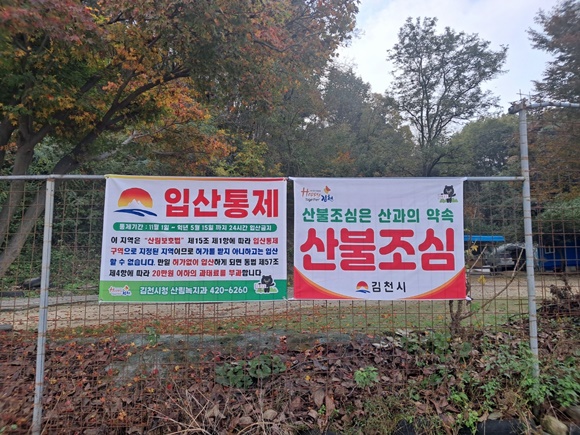 입산통제
통제기간 : 11월 1일 ~ 익년 5월 15일 까지 24시간 입산금지
이 지역은 "산림보호법" 제15조 제1항에 따라 입산통제
구역으로 지정된 지역이므로 허가를 받지 아니하고는 입산
할 수 없습니다. 만일 허가없이 입산하게 되면 동법 제57조
제4항에 따라 20만원 이하의 과태료를 부과합니다.
김천시청 산림녹지과 420-6260
Happy
together 김천
산불조심은 산과의 약속
산불조심
김천시